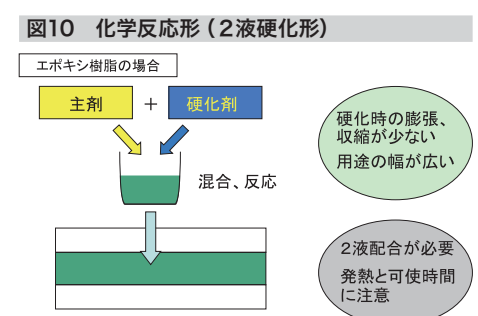 図10 化学反応形（2液硬化形）
エポキシ樹脂の場合
主剤 + 硬化剤
混合、反応
硬化時の膨張、
収縮が少ない
用途の幅が広い
2液配合が必要
発熱と可使時間
に注意